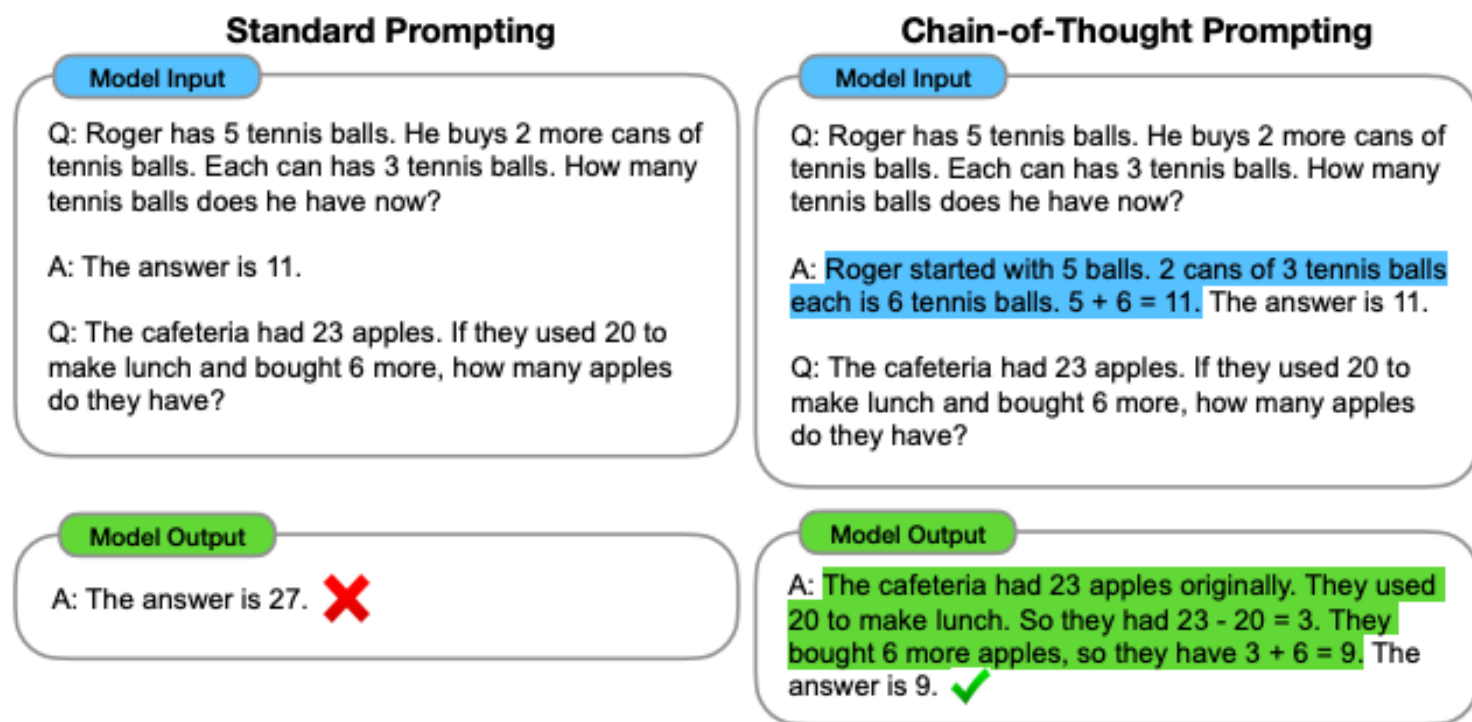 Standard Prompting
Model Input
Q: Roger has 5 tennis balls. He buys 2 more cans of
tennis balls. Each can has 3 tennis balls. How many
tennis balls does he have now?
A: The answer is 11.
Q: The cafeteria had 23 apples. If they used 20 to
make lunch and bought 6 more, how many apples
do they have?
Model Output
A: The answer is 27.
Chain-of-Thought Prompting
Model Input
Q: Roger has 5 tennis balls. He buys 2 more cans of
tennis balls. Each can has 3 tennis balls. How many
tennis balls does he have now?
A: Roger started with 5 balls. 2 cans of 3 tennis balls
each is 6 tennis balls. 5 + 6 = 11. The answer is 11.
Q: The cafeteria had 23 apples. If they used 20 to
make lunch and bought 6 more, how many apples
do they have?
Model Output
A: The cafeteria had 23 apples originally. They used
20 to make lunch. So they had 23 - 20 = 3. They
bought 6 more apples, so they have 3 + 6 = 9. The
answer is 9.